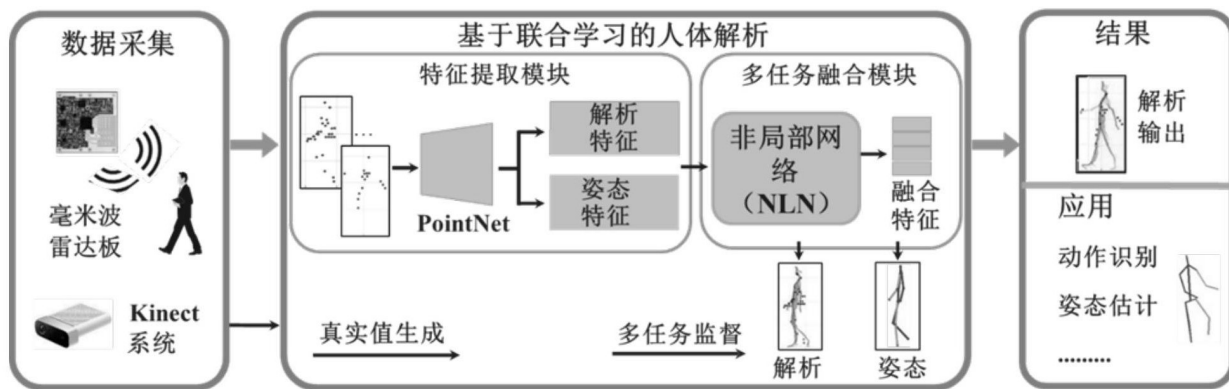 数据采集
毫米波
雷达板
Kinect
系统
基于联合学习的人体解析
特征提取模块
PointNet
解析
特征
姿态
特征
多任务融合模块
非局部网
络
（NLN）
融合
特征
真实值生成
多任务监督
解析
姿态
结果
解析
输出
应用
动作识别
姿态估计
·········